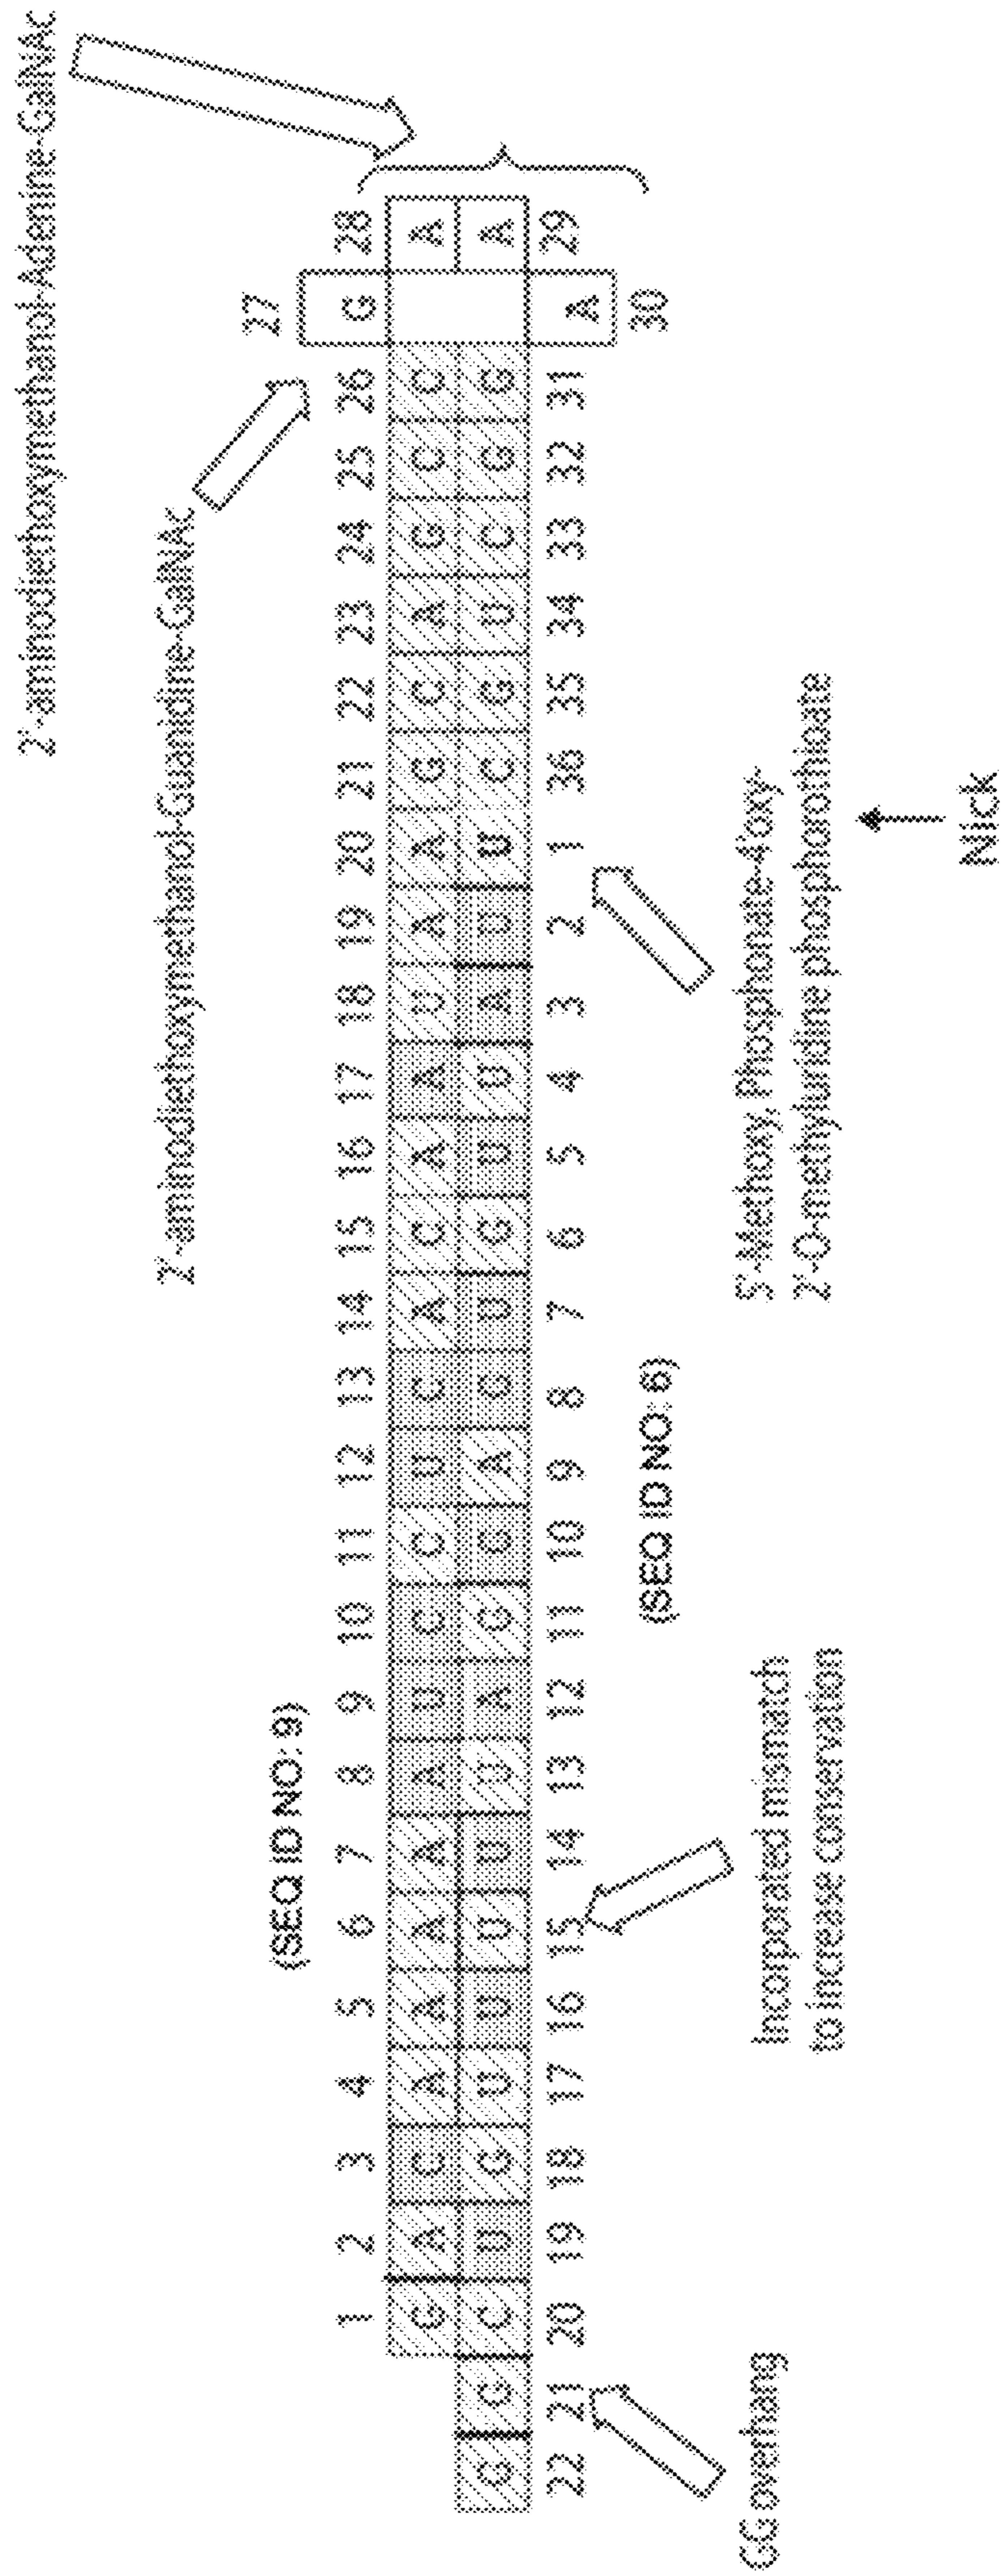 2'-aminodiethoxymethanol-Adenine-GalNAc
2'-aminodiethoxymethanol-Guanidine-GalNAc
27
(SEQ ID NO: 9)
1 2 3 4 5 6 7 8 9 10 11 12 13 14 15 16 17 18 19 20 21 22 23 24 25 26 28
G
G A C A A A A A U C C U C A C A A U A A G C A G C C A
G G C U G U U U U U A G G A G U G U U A U U C G U C G G A
A
22 21 20 19 18 17 16 15 14 13 12 11 10 9 8 7 6 5 4 3 2 1 36 35 34 33 32 31 29
30
(SEQ ID NO: 6)
GG overhang
Incorporated mismatch
to increase conservation
5'-Methoxy, Phosphonate-4'oxy-
2'-O-methyluridine phosphorothioate
Nick